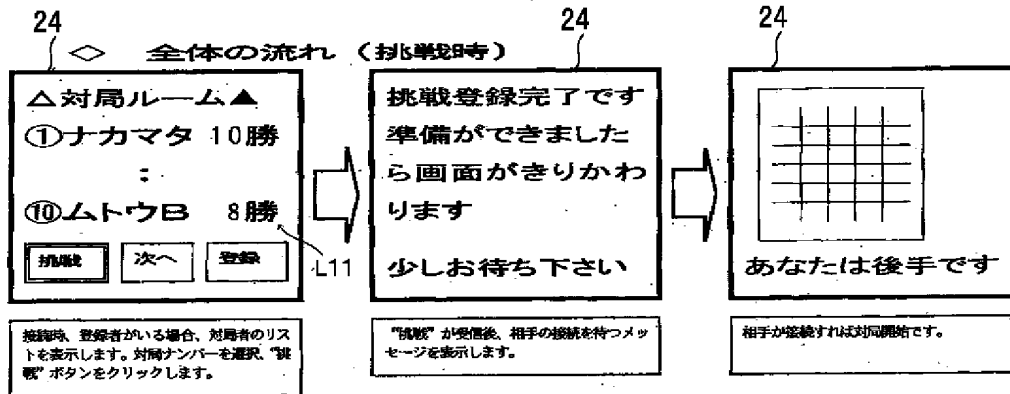 24
24
24
◇ 全体の流れ（挑戦時）
△対局ルーム▲
①ナカマタ 10勝
：
⑩ムトウB 8勝
挑戦 次へ 登録
L11
接続時、登録者がいる場合、対局者のリス
トを表示します。対局ナンバーを選択、"挑
戦"ボタンをクリックします。
挑戦登録完了です
準備ができました
ら画面がきりかわ
ります
少しお待ち下さい
"挑戦"が受信後、相手の接続を待つメッ
セージを表示します。
あなたは後手です
相手が接続すれば対局開始です。